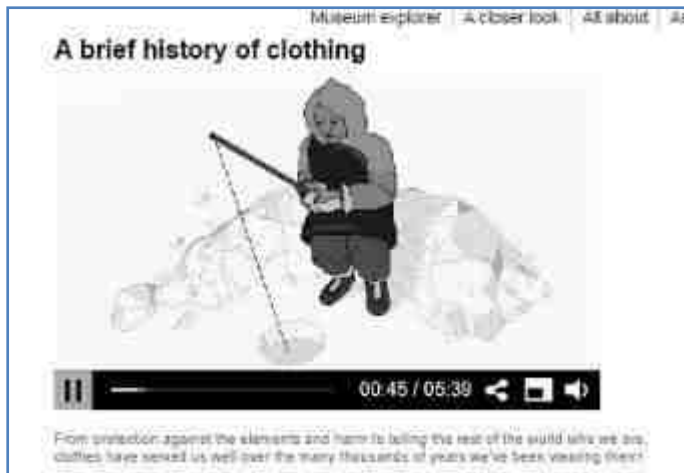 Museum explorer A closer look All about
A brief history of clothing
00:45 / 05:39
From protection against the elements and harm to telling the rest of the world who we are,
clothes have served us well over the many thousands of years we've been wearing them!